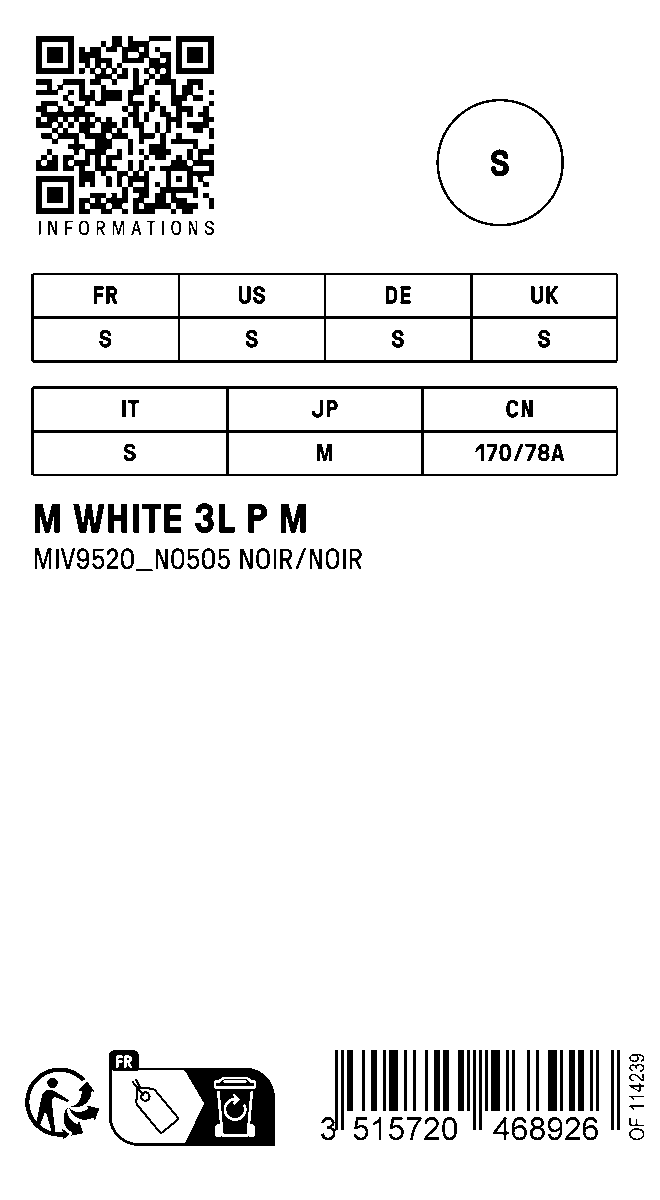 S
INFORMATIONS
FR US DE UK
S S S S
IT JP CN
S M 170/78A
M WHITE 3L P M
MIV9520_N0505 NOIR/NOIR
FR
3 515720 468926
OF 114239